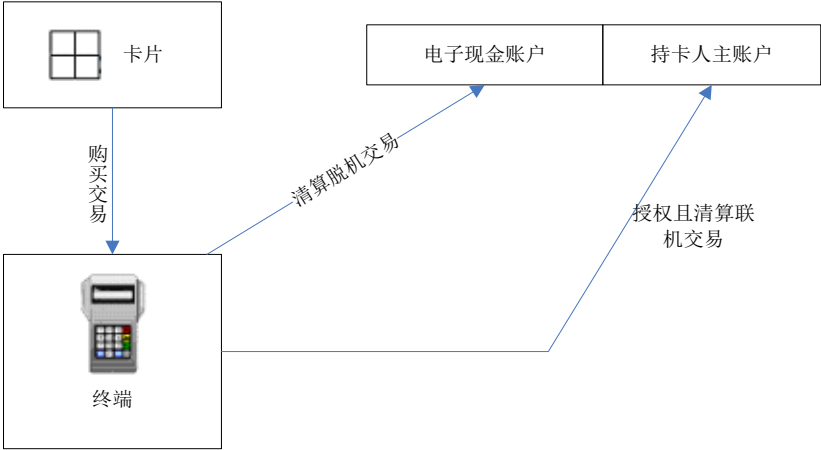 卡片
电子现金账户
持卡人主账户
购买交易
清算脱机交易
授权且清算联
机交易
终端